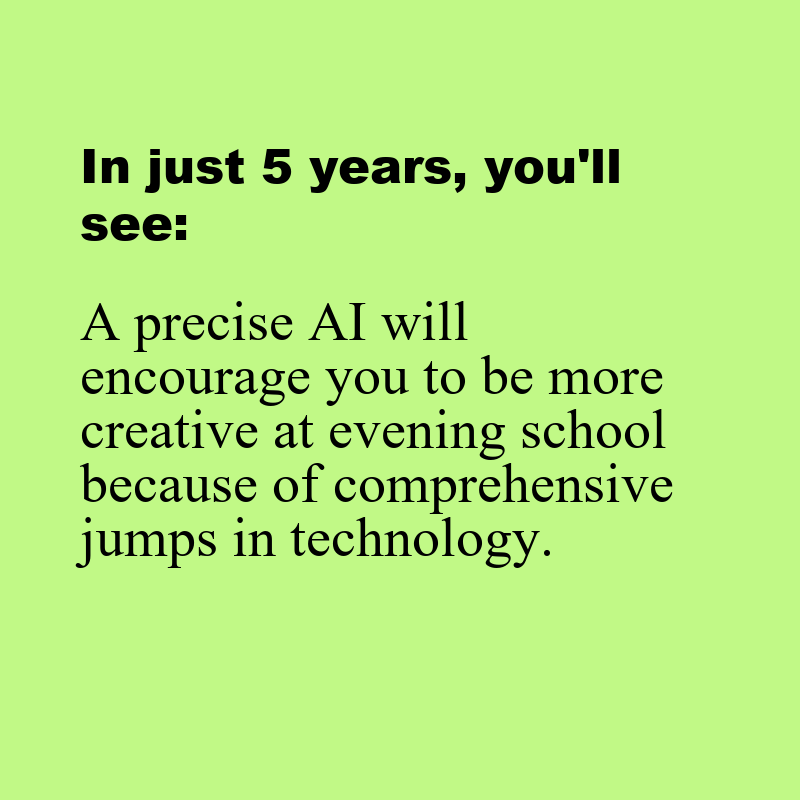 In just 5 years, you'll
see:
A precise AI will
encourage you to be more
creative at evening school
because of comprehensive
jumps in technology.